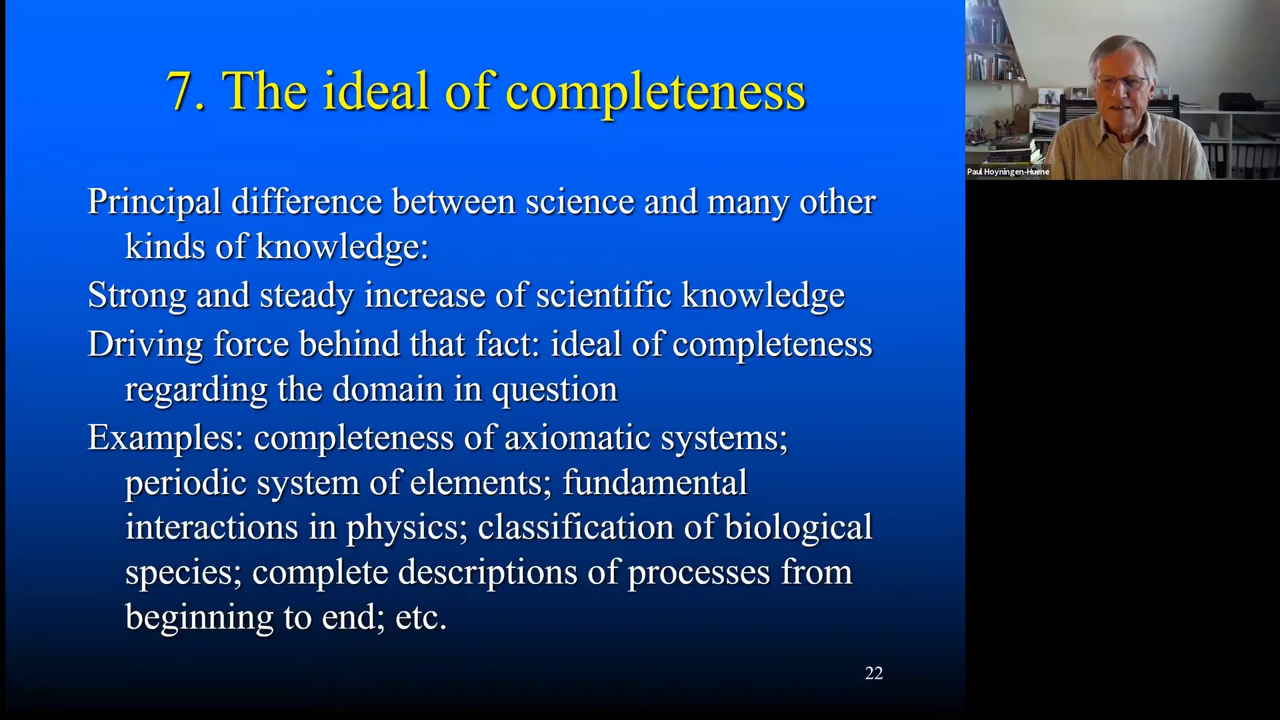 7. The ideal of completeness
Principal difference between science and many other
kinds of knowledge:
Strong and steady increase of scientific knowledge
Driving force behind that fact: ideal of completeness
regarding the domain in question
Examples: completeness of axiomatic systems;
periodic system of elements; fundamental
interactions in physics; classification of biological
species; complete descriptions of processes from
beginning to end; etc.
22
Paul Hoyningen-Huene